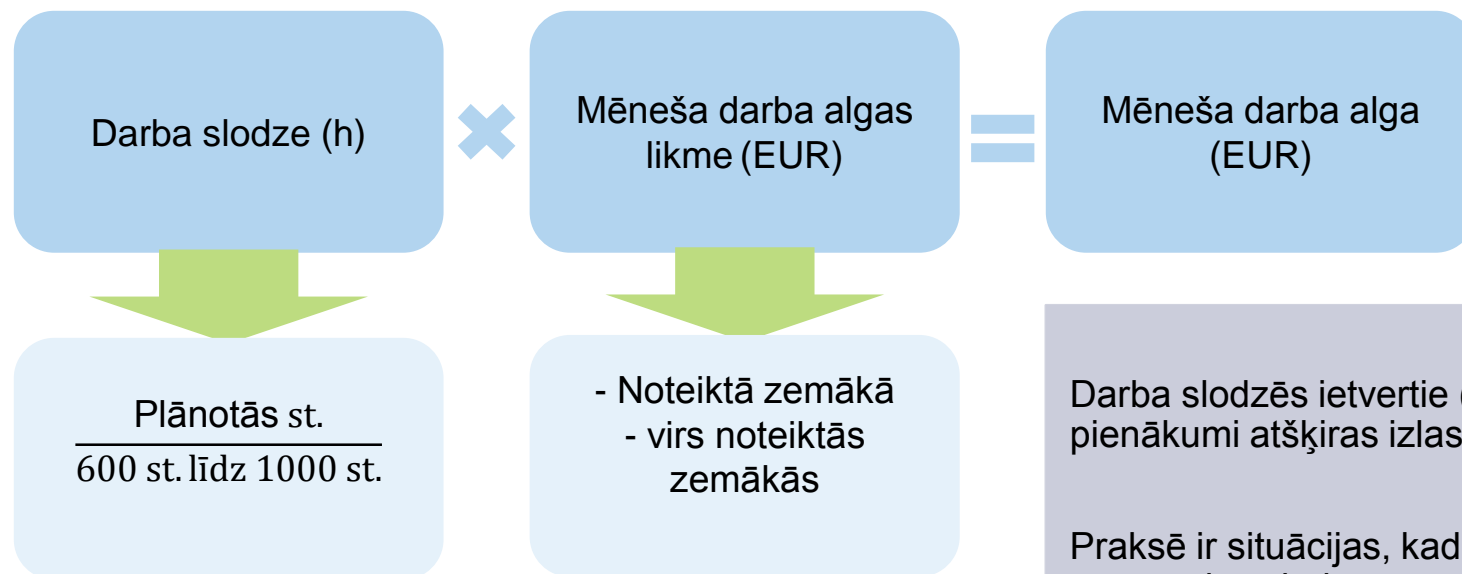 Darba slodze (h)
Mēneša darba algas
likme (EUR)
Mēneša darba alga
(EUR)
Plānotās st.
600 st. līdz 1000 st.
- Noteiktā zemākā
- virs noteiktās
zemākās
Darba slodzēs ietvertie
pienākumi atšķiras
Praksē ir situācijas, kad